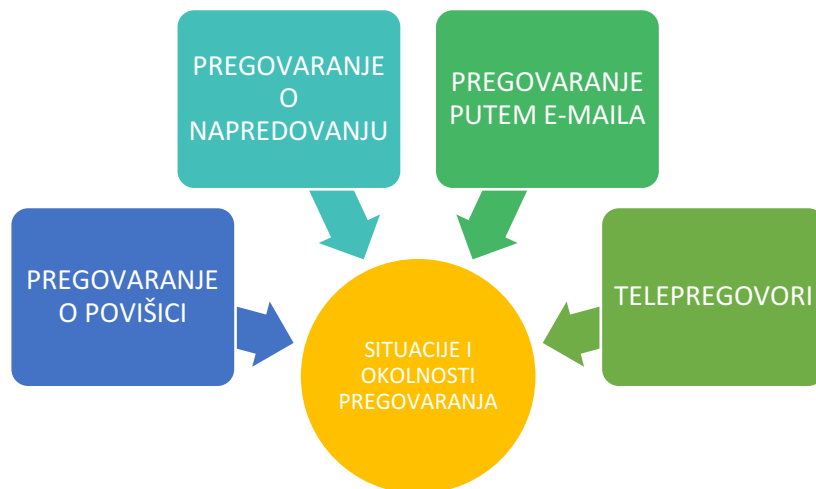 PREGOVARANJE
O
NAPREDOVANJU
PREGOVARANJE
PUTEM E-MAILA
PREGOVARANJE
O POVIŠICI
TELEPREGOVORI
SITUACIJE I
OKOLNOSTI
PREGOVARANJA